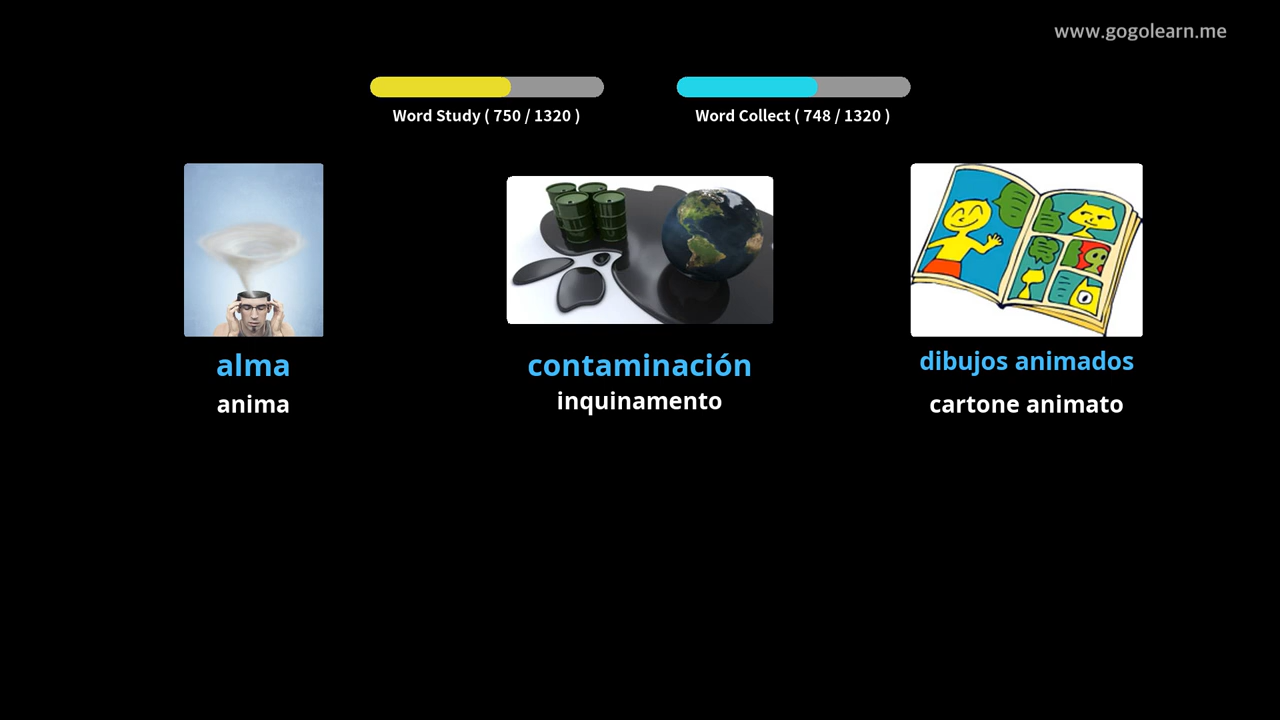 www.gogolearn.me
Word Study ( 750 / 1320 )
Word Collect ( 748 / 1320 )
alma
anima
contaminación
inquinamento
dibujos animados
cartone animato